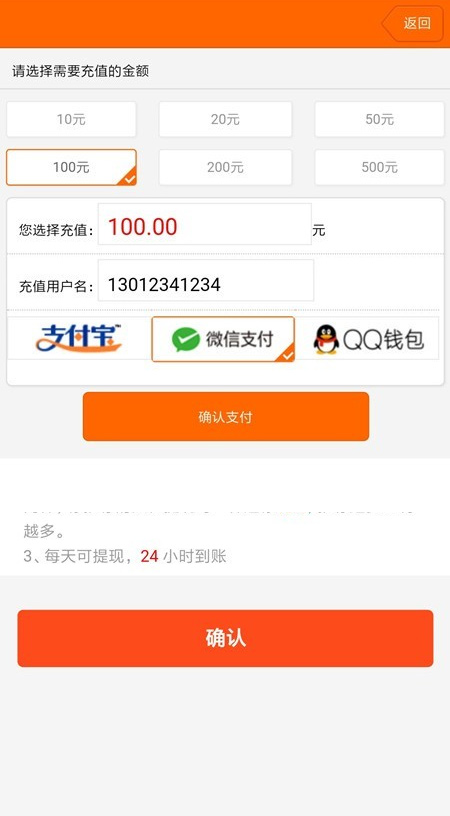 返回
请选择需要充值的金额
10元 20元 50元
100元 200元 500元
您选择充值: 100.00 元
充值用户名: 13012341234
支付宝 微信支付 QQ钱包
确认支付
越多。
3、每天可提现，24 小时到账
确认